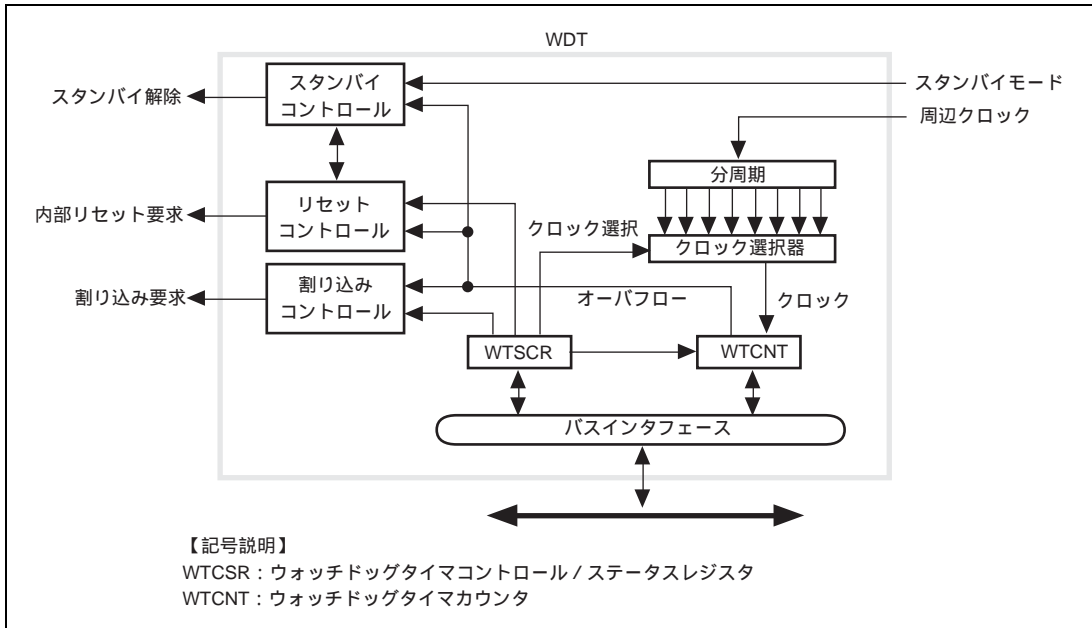 WDT
スタンバイ
コントロール
スタンバイ解除
スタンバイモード
周辺クロック
分周期
リセット
コントロール
内部リセット要求
クロック選択
クロック選択器
割り込み
コントロール
割り込み要求
オーバフロー
クロック
WTSCR
WTCNT
バスインタフェース
【記号説明】
WTCSR：ウォッチドッグタイマコントロール / ステータスレジスタ
WTCNT：ウォッチドッグタイマカウンタ